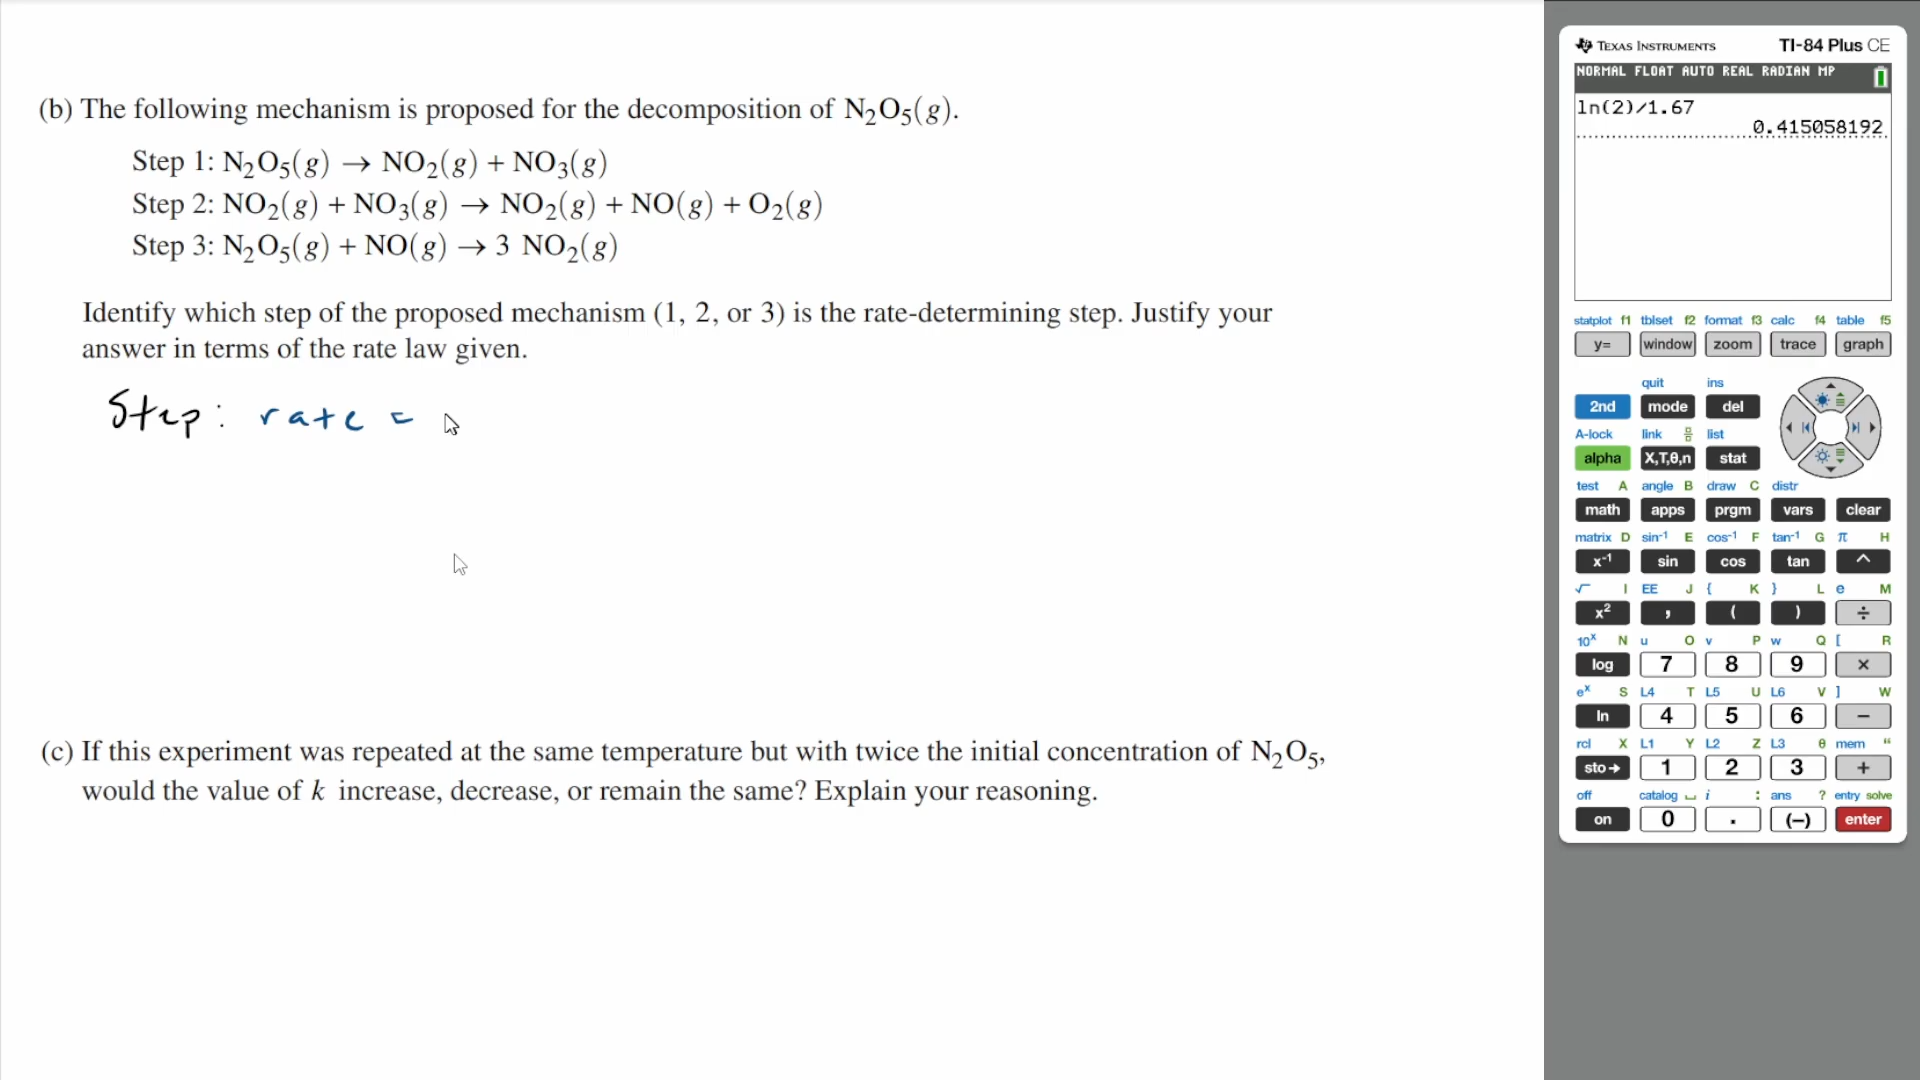 (b) The following mechanism is proposed for the decomposition of N₂O₅(g).
Step 1: N₂O₅(g) → NO₂(g) + NO₃(g)
Step 2: NO₂(g) + NO₃(g) → NO₂(g) + NO(g) + O₂(g)
Step 3: N₂O₅(g) + NO(g) → 3 NO₂(g)
Identify which step of the proposed mechanism (1, 2, or 3) is the rate-determining step. Justify your
answer in terms of the rate law given.
Step: rate =
(c) If this experiment was repeated at the same temperature but with twice the initial concentration of N₂O₅,
would the value of k increase, decrease, or remain the same? Explain your reasoning.
TEXAS INSTRUMENTS TI-84 Plus CE
NORMAL FLOAT AUTO REAL RADIAN MP
ln(2)/1.67
0.415058192
statplot f1 tblset f2 format f3 calc f4 table f5
y= window zoom trace graph
quit ins
2nd mode del
A-lock link list
alpha X,T,θ,n stat
test A angle B draw C distr
math apps prgm vars clear
matrix D sin⁻¹ E cos⁻¹ F tan⁻¹ G π H
x⁻¹ sin cos tan ^
√ I EE J { K } L e M
x² , ( ) ÷
10ˣ N u O v P w Q [ R
log 7 8 9 ×
eˣ S L4 T L5 U L6 V ] W
ln 4 5 6 −
rcl X L1 Y L2 Z L3 θ mem "
sto→ 1 2 3 +
off catalog ⎵ i : ans ? entry solve
on 0 . (−) enter